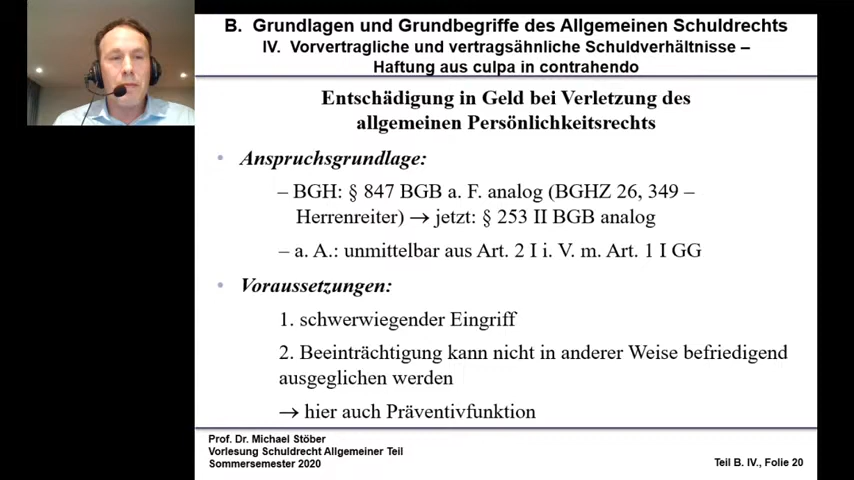 B. Grundlagen und Grundbegriffe des Allgemeinen Schuldrechts
IV. Vorvertragliche und vertragsähnliche Schuldverhältnisse –
Haftung aus culpa in contrahendo
Entschädigung in Geld bei Verletzung des
allgemeinen Persönlichkeitsrechts
• Anspruchsgrundlage:
– BGH: § 847 BGB a. F. analog (BGHZ 26, 349 –
Herrenreiter) → jetzt: § 253 II BGB analog
– a. A.: unmittelbar aus Art. 2 I i. V. m. Art. 1 I GG
• Voraussetzungen:
1. schwerwiegender Eingriff
2. Beeinträchtigung kann nicht in anderer Weise befriedigend
ausgeglichen werden
→ hier auch Präventivfunktion
Prof. Dr. Michael Stöber
Vorlesung Schuldrecht Allgemeiner Teil
Sommersemester 2020
Teil B. IV., Folie 20